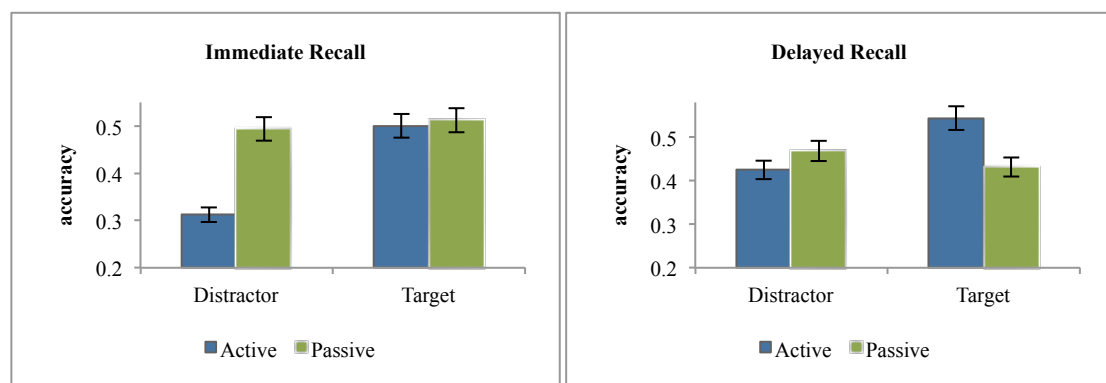 Immediate Recall
accuracy
0.5
0.4
0.3
0.2
Distractor Target
Active Passive
Delayed Recall
accuracy
0.5
0.4
0.3
0.2
Distractor Target
Active Passive